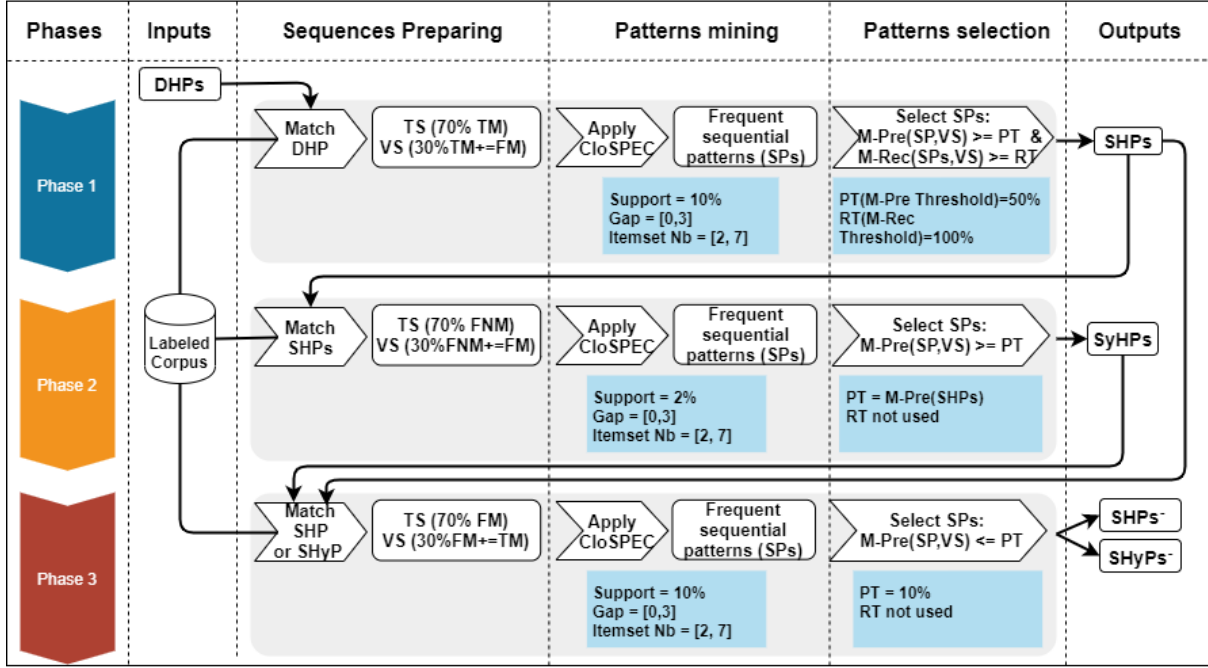 Phases
Inputs
Sequences Preparing
Patterns mining
Patterns selection
Outputs
DHPs
Phase 1
Match
DHP
TS (70% TM)
VS (30%TM+=FM)
Apply
CloSPEC
Frequent
sequential
patterns (SPs)
Select SPs:
M-Pre(SP,VS) >= PT &
M-Rec(SPs,VS) >= RT
SHPs
Support = 10%
Gap = [0,3]
Itemset Nb = [2, 7]
PT(M-Pre Threshold)=50%
RT(M-Rec
Threshold)=100%
Labeled
Corpus
Phase 2
Match
SHPs
TS (70% FNM)
VS (30%FNM+=FM)
Apply
CloSPEC
Frequent
sequential
patterns (SPs)
Select SPs:
M-Pre(SP,VS) >= PT
SyHPs
Support = 2%
Gap = [0,3]
Itemset Nb = [2, 7]
PT = M-Pre(SHPs)
RT not used
Phase 3
Match
SHP
or SHyP
TS (70% FM)
VS (30%FM+=TM)
Apply
CloSPEC
Frequent
sequential
patterns (SPs)
Select SPs:
M-Pre(SP,VS) <= PT
SHPs⁻
SHyPs⁻
Support = 10%
Gap = [0,3]
Itemset Nb = [2, 7]
PT = 10%
RT not used